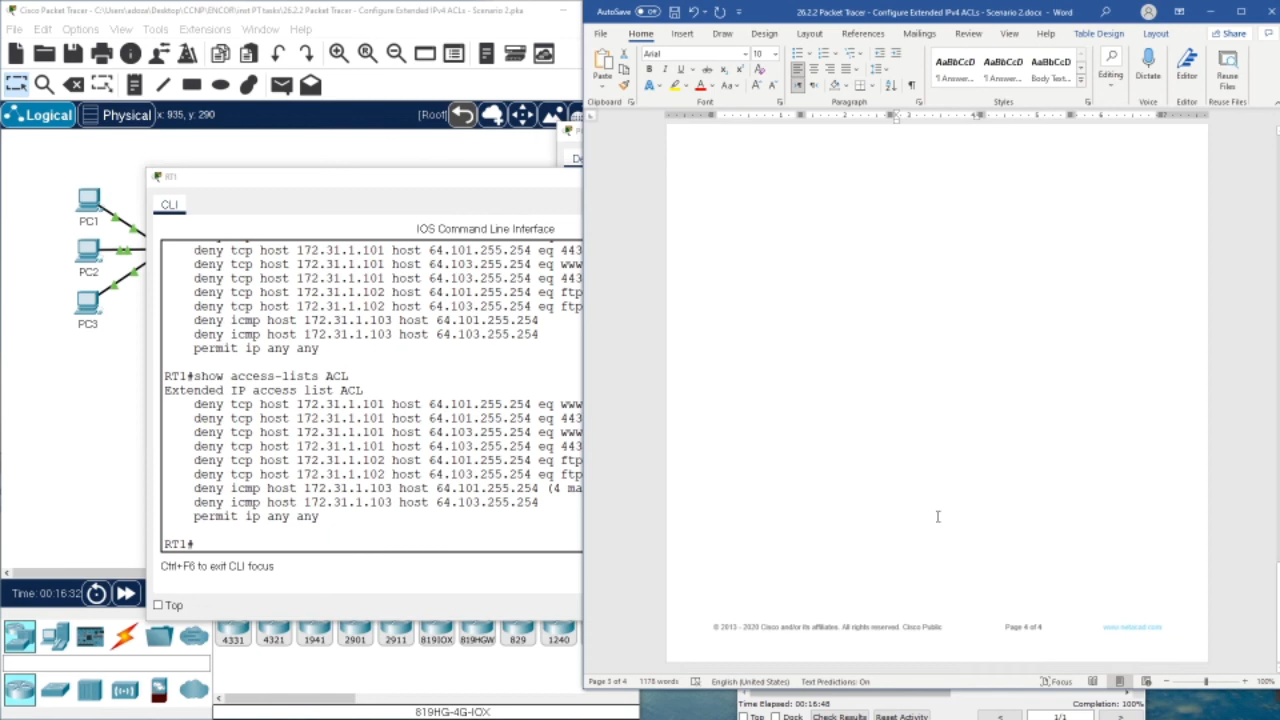 Cisco Packet Tracer - C:\Users\adosa\Desktop\CCNP\ENCOR\inst PT tasks\26.2.2 Packet Tracer - Configure Extended IPv4 ACLs - Scenario 2.pka
File Edit Options View Tools Extensions Window Help
Logical Physical x: 935, y: 290 [Root]
PC1
PC2
PC3
RT1
CLI
IOS Command Line Interface
deny tcp host 172.31.1.101 host 64.101.255.254 eq 443
deny tcp host 172.31.1.101 host 64.103.255.254 eq www
deny tcp host 172.31.1.101 host 64.103.255.254 eq 443
deny tcp host 172.31.1.102 host 64.101.255.254 eq ftp
deny tcp host 172.31.1.102 host 64.103.255.254 eq ftp
deny icmp host 172.31.1.103 host 64.101.255.254
deny icmp host 172.31.1.103 host 64.103.255.254
permit ip any any
RT1#show access-lists ACL
Extended IP access list ACL
deny tcp host 172.31.1.101 host 64.101.255.254 eq www
deny tcp host 172.31.1.101 host 64.101.255.254 eq 443
deny tcp host 172.31.1.101 host 64.103.255.254 eq www
deny tcp host 172.31.1.101 host 64.103.255.254 eq 443
deny tcp host 172.31.1.102 host 64.101.255.254 eq ftp
deny tcp host 172.31.1.102 host 64.103.255.254 eq ftp
deny icmp host 172.31.1.103 host 64.101.255.254 (4 ma
deny icmp host 172.31.1.103 host 64.103.255.254
permit ip any any
RT1#
Ctrl+F6 to exit CLI focus
Top
Time: 00:16:32
4331 4321 1941 2901 2911 819IOX 819HGW 829 1240
819HG-4G-IOX
AutoSave Off 26.2.2 Packet Tracer - Configure Extended IPv4 ACLs - Scenario 2.docx - Word
File Home Insert Draw Design Layout References Mailings Review View Help Table Design Layout Share
Arial 10
Paste
AaBbCcD AaBbCcD AaBbCcD
¶ Answer... ¶ Answer... Body Text...
Editing Dictate Editor Reuse Files
Clipboard Font Paragraph Styles Voice Editor Reuse Files
© 2013 - 2020 Cisco and/or its affiliates. All rights reserved. Cisco Public Page 4 of 4 www.netacad.com
Page 3 of 4 1178 words English (United States) Text Predictions: On Focus 100%
Time Elapsed: 00:16:48 Completion: 100%
Top Dock Check Results Reset Activity < 1/1 >